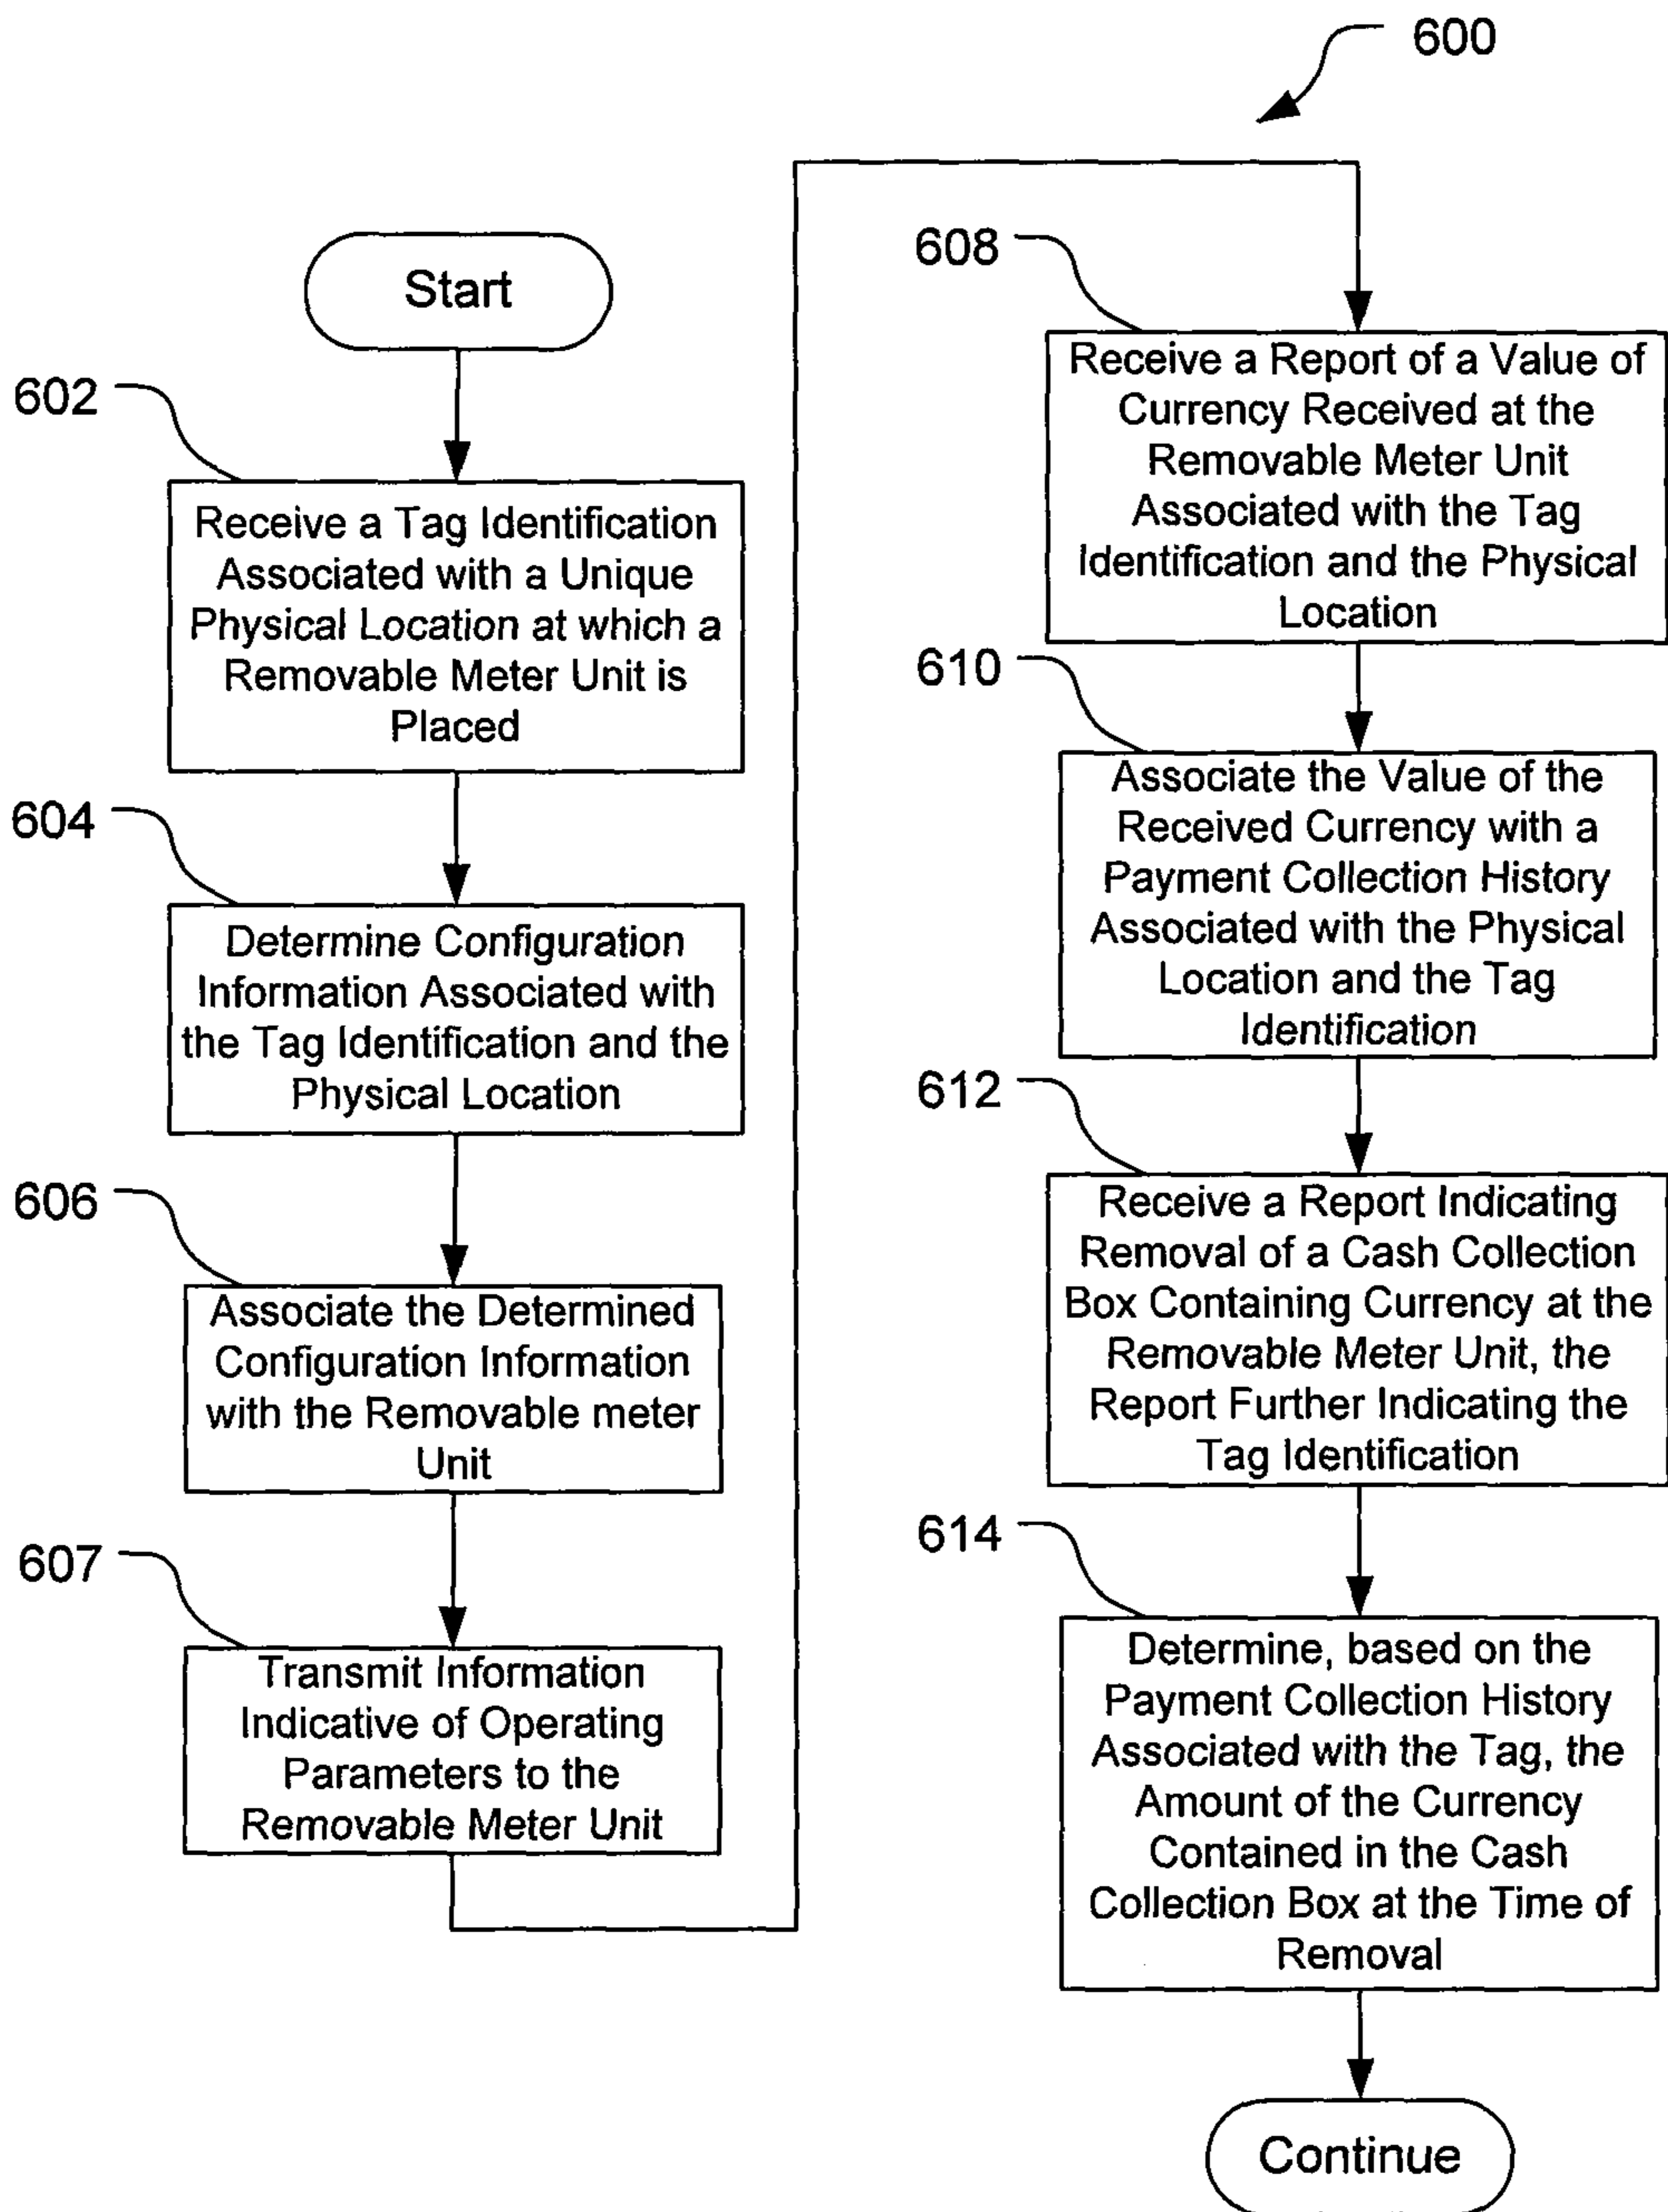 600
Start
602
Receive a Tag Identification
Associated with a Unique
Physical Location at which a
Removable Meter Unit is
Placed
604
Determine Configuration
Information Associated with
the Tag Identification and the
Physical Location
606
Associate the Determined
Configuration Information
with the Removable meter
Unit
607
Transmit Information
Indicative of Operating
Parameters to the
Removable Meter Unit
608
Receive a Report of a Value of
Currency Received at the
Removable Meter Unit
Associated with the Tag
Identification and the Physical
Location
610
Associate the Value of the
Received Currency with a
Payment Collection History
Associated with the Physical
Location and the Tag
Identification
612
Receive a Report Indicating
Removal of a Cash Collection
Box Containing Currency at the
Removable Meter Unit, the
Report Further Indicating the
Tag Identification
614
Determine, based on the
Payment Collection History
Associated with the Tag, the
Amount of the Currency
Contained in the Cash
Collection Box at the Time of
Removal
Continue